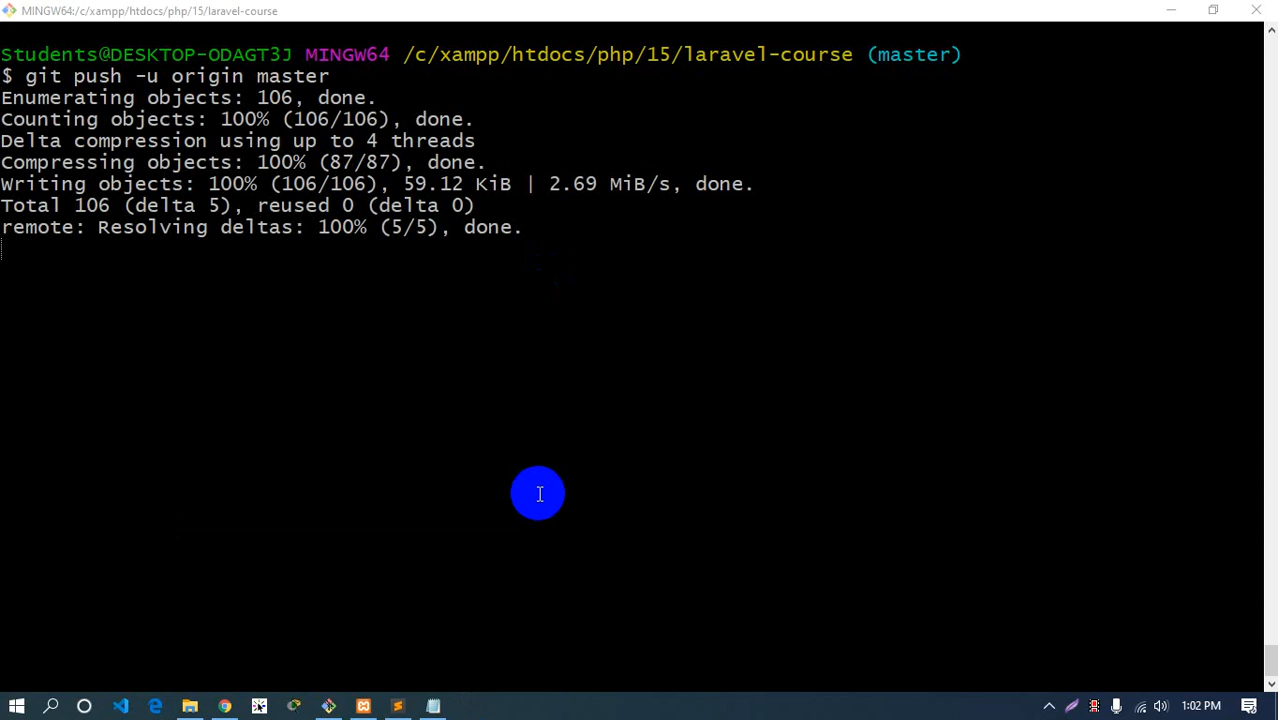 MINGW64:/c/xampp/htdocs/php/15/laravel-course
Students@DESKTOP-ODAGT3J MINGW64 /c/xampp/htdocs/php/15/laravel-course (master)
$ git push -u origin master
Enumerating objects: 106, done.
Counting objects: 100% (106/106), done.
Delta compression using up to 4 threads
Compressing objects: 100% (87/87), done.
Writing objects: 100% (106/106), 59.12 KiB | 2.69 MiB/s, done.
Total 106 (delta 5), reused 0 (delta 0)
remote: Resolving deltas: 100% (5/5), done.
1:02 PM